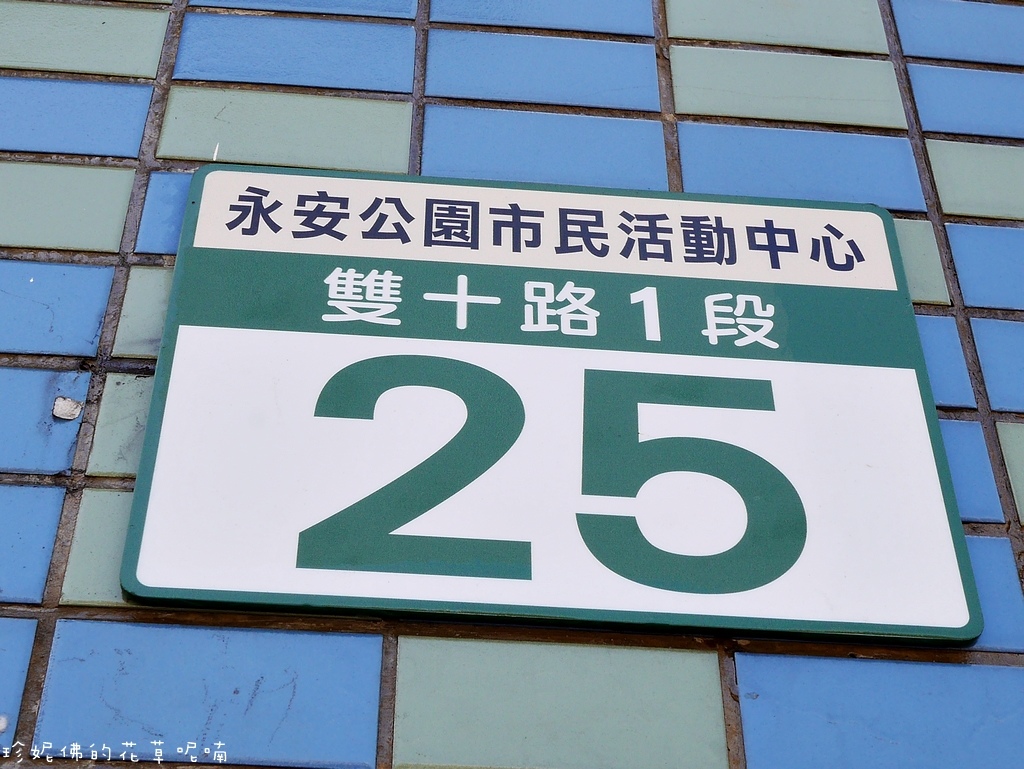 永安公園市民活動中心
雙十路1段
25
珍妮佛的花草呢喃